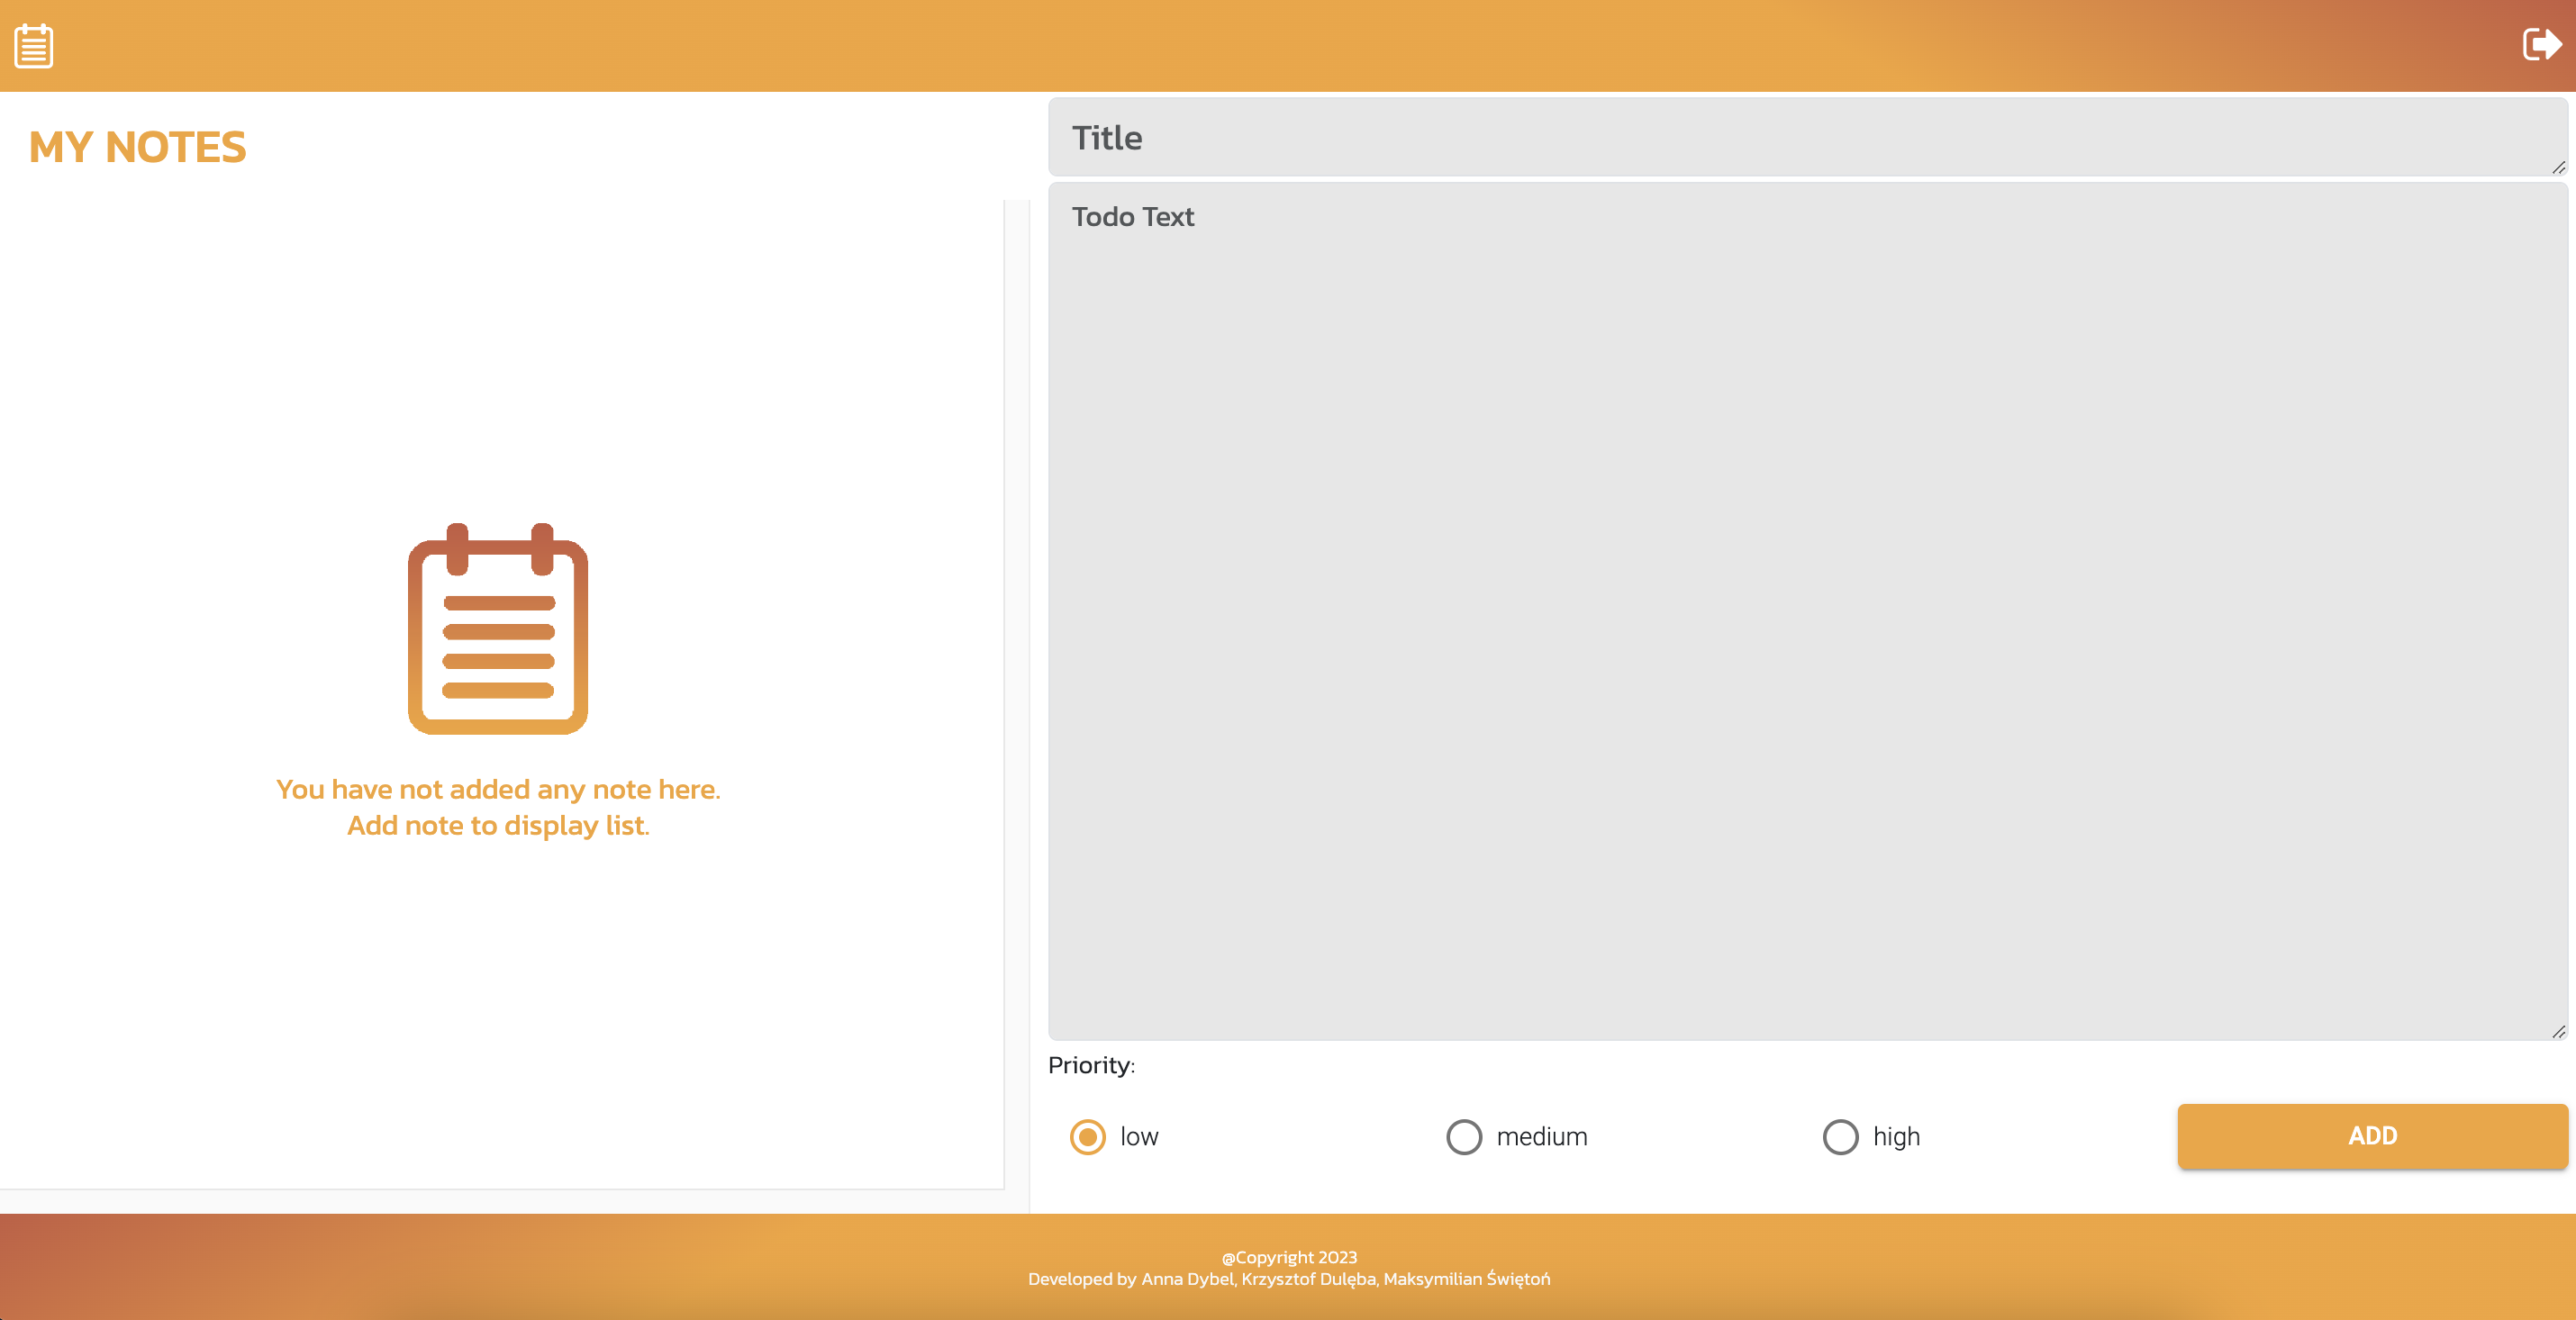 MY NOTES
You have not added any note here.
Add note to display list.
Title
Todo Text
Priority:
low
medium
high
ADD
@Copyright 2023
Developed by Anna Dybel, Krzysztof Dulęba, Maksymilian Świętoń